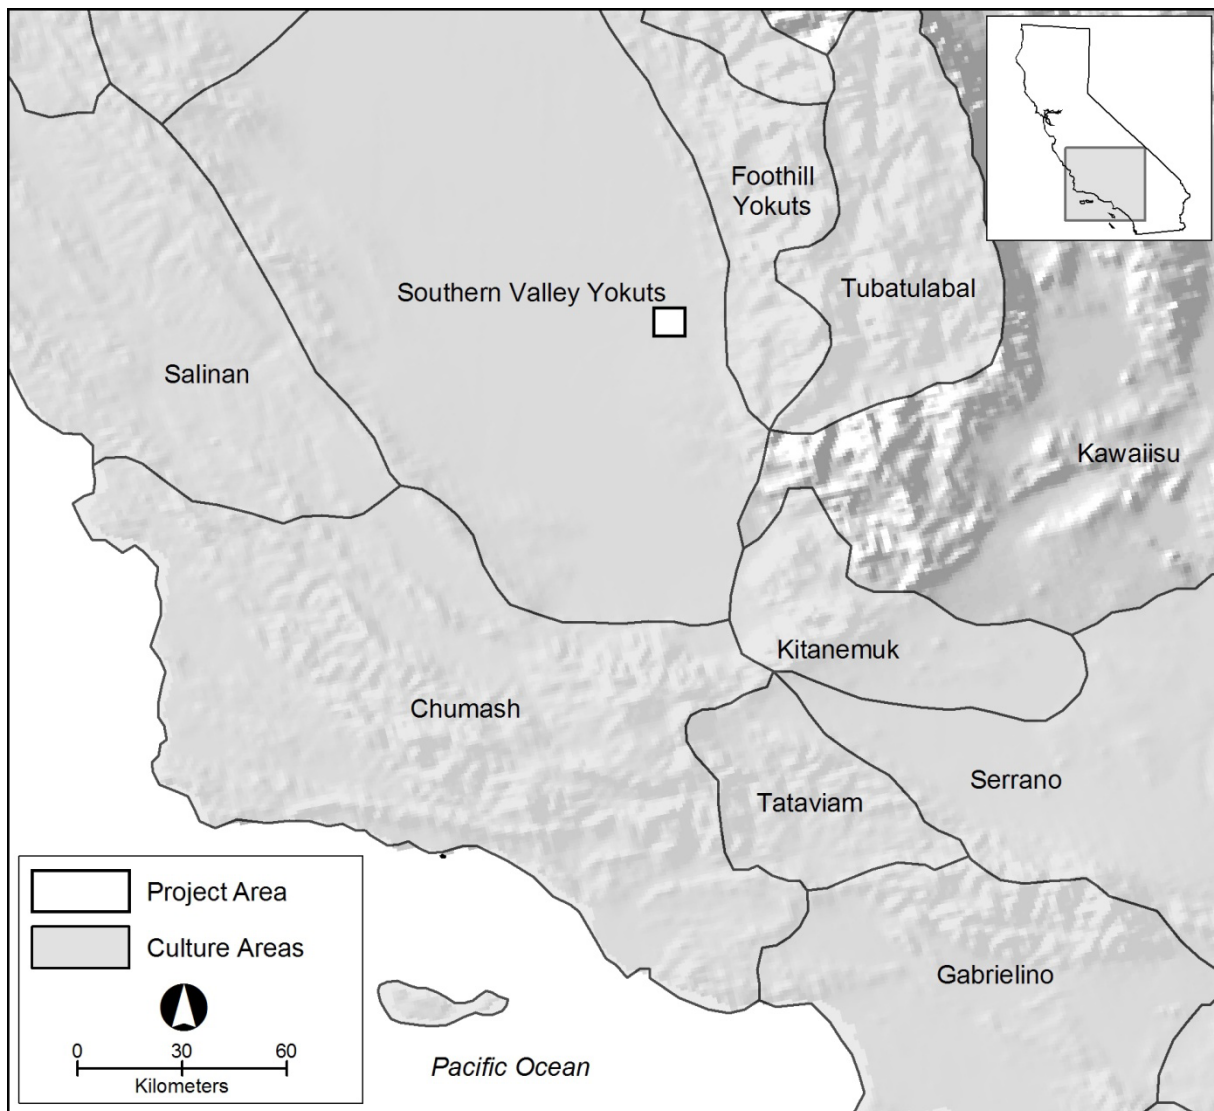 Foothill
Yokuts
Southern Valley Yokuts
Tubatulabal
Salinan
Kawaiisu
Kitanemuk
Chumash
Serrano
Tataviam
Project Area
Culture Areas
Gabrielino
0 30 60
Kilometers
Pacific Ocean